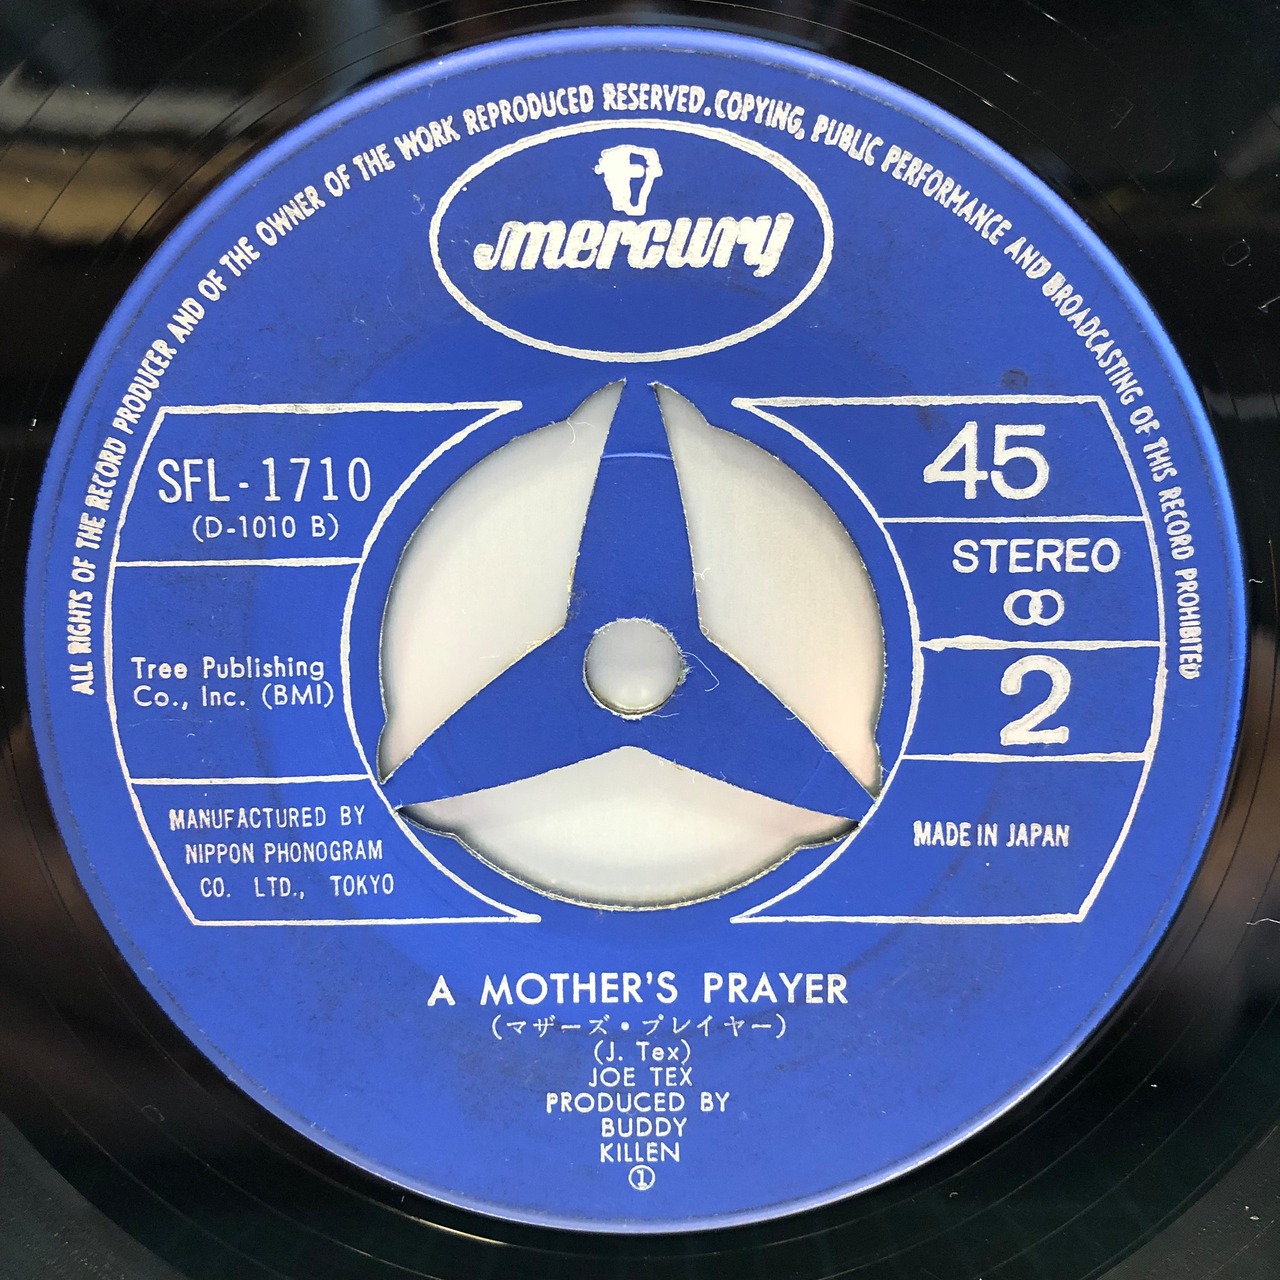 ALL RIGHTS OF THE RECORD PRODUCER AND OF THE OWNER OF THE WORK REPRODUCED RESERVED. COPYING, PUBLIC PERFORMANCE AND BROADCASTING OF THIS RECORD PROHIBITED
mercury
SFL-1710
(D-1010 B)
Tree Publishing
Co., Inc. (BMI)
MANUFACTURED BY
NIPPON PHONOGRAM
CO. LTD., TOKYO
45
STEREO
2
MADE IN JAPAN
A MOTHER'S PRAYER
(マザーズ・プレイヤー)
(J. Tex)
JOE TEX
PRODUCED BY
BUDDY
KILLEN
①